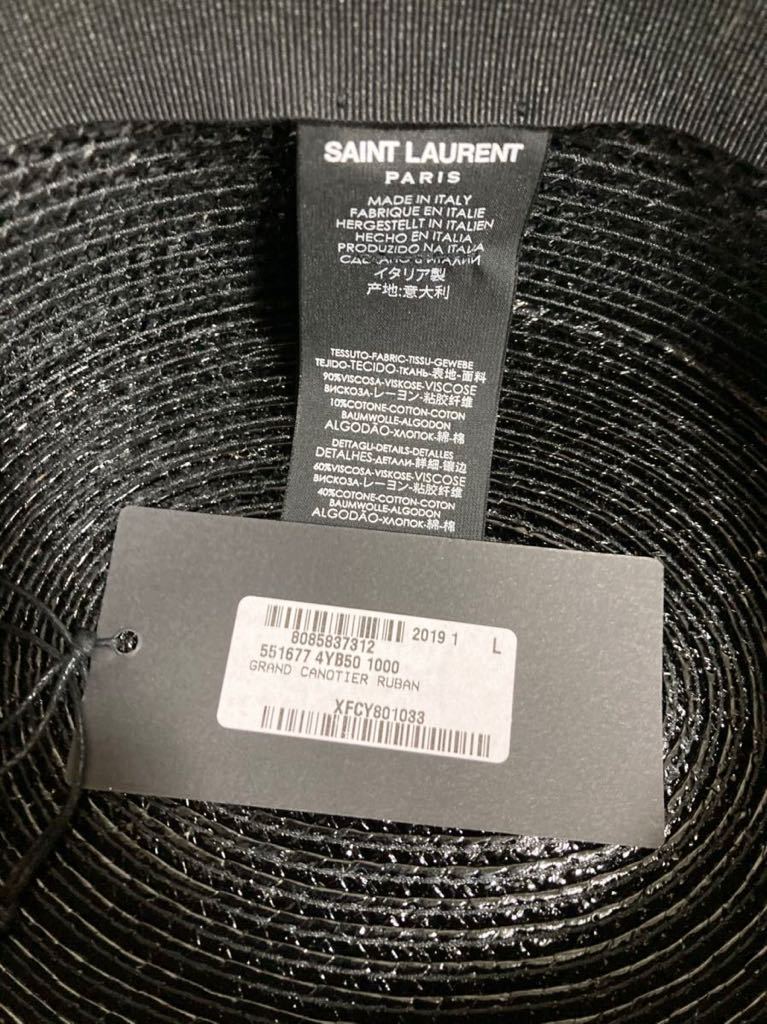 SAINT LAURENT
PARIS
MADE IN ITALY
FABRIQUE EN ITALIE
HERGESTELLT IN ITALIEN
HECHO EN ITALIA
PRODUZIDO NA ITALIA
СДЕЛАНО В ИТАЛИИ
イタリア製
产地:意大利
TESSUTO-FABRIC-TISSU-GEWEBE
TEJIDO-TECIDO-ТКАНЬ-表地-面料
90%VISCOSA-VISKOSE-VISCOSE
ВИСКОЗА-レーヨン-粘胶纤维
10%COTONE-COTTON-COTON
BAUMWOLLE-ALGODON
ALGODÃO-ХЛОПОК-綿-棉
DETTAGLI-DETAILS-DETALLES
DETALHES-ДЕТАЛИ-詳細-镶边
60%VISCOSA-VISKOSE-VISCOSE
ВИСКОЗА-レーヨン-粘胶纤维
40%COTONE-COTTON-COTON
BAUMWOLLE-ALGODON
ALGODÃO-ХЛОПОК-綿-棉
8085837312 2019 1 L
551677 4YB50 1000
GRAND CANOTIER RUBAN
XFCY801033